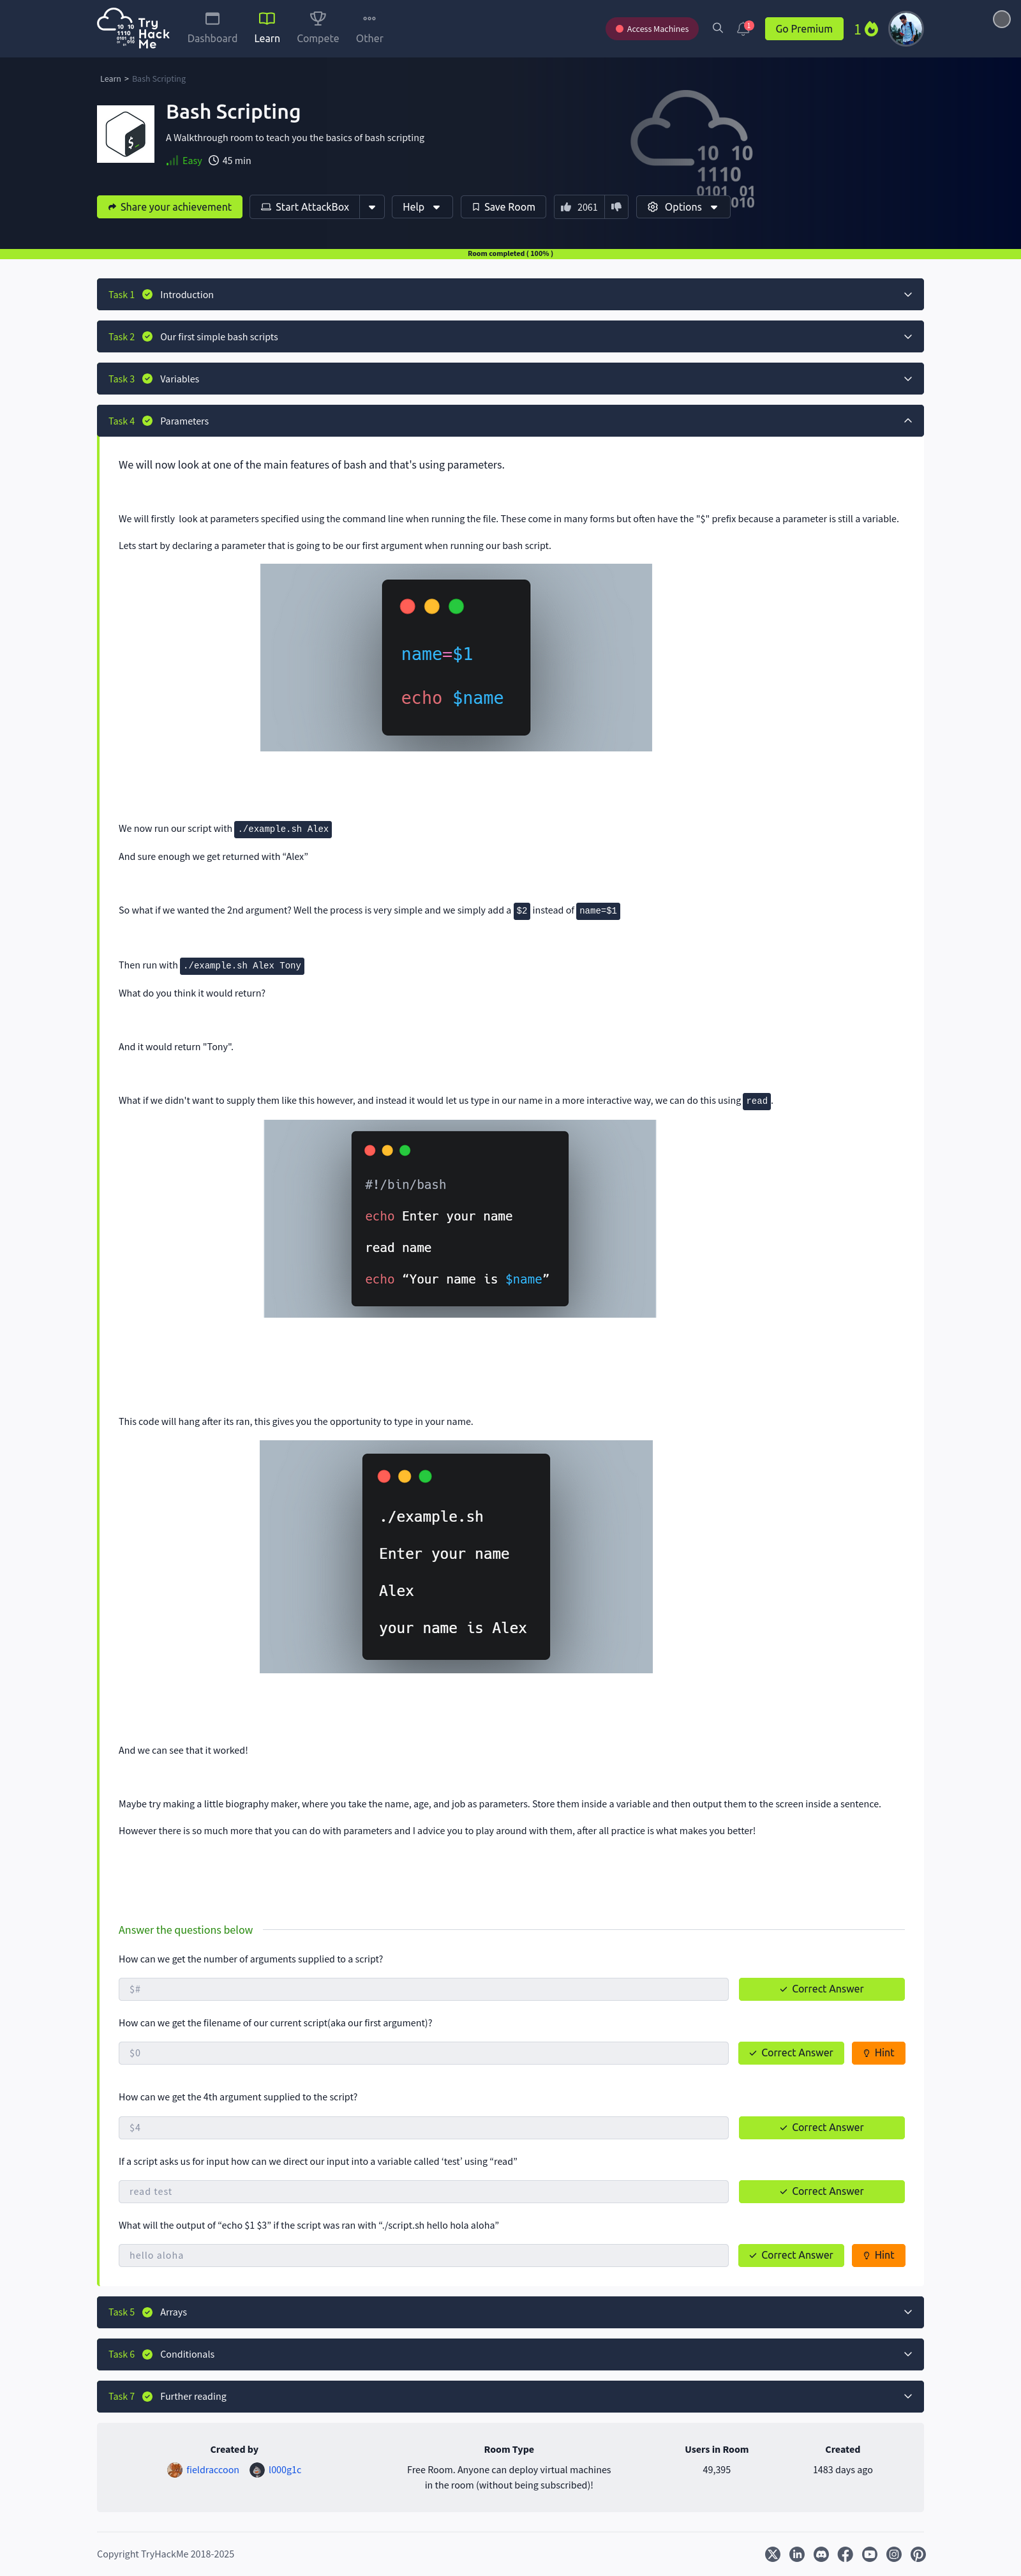 Try
Hack
Me
Dashboard
Learn
Compete
Other
Access Machines
1
Go Premium
1
Learn > Bash Scripting
Bash Scripting
A Walkthrough room to teach you the basics of bash scripting
Easy 45 min
10 10
1110
0101 01
010
Share your achievement
Start AttackBox
Help
Save Room
2061
Options
Room completed ( 100% )
Task 1 Introduction
Task 2 Our first simple bash scripts
Task 3 Variables
Task 4 Parameters
We will now look at one of the main features of bash and that's using parameters.
We will firstly  look at parameters specified using the command line when running the file. These come in many forms but often have the "$" prefix because a parameter is still a variable.
Lets start by declaring a parameter that is going to be our first argument when running our bash script.
name=$1
echo $name
We now run our script with ./example.sh Alex
And sure enough we get returned with “Alex”
So what if we wanted the 2nd argument? Well the process is very simple and we simply add a $2 instead of name=$1
Then run with ./example.sh Alex Tony
What do you think it would return?
And it would return "Tony".
What if we didn't want to supply them like this however, and instead it would let us type in our name in a more interactive way, we can do this using read.
#!/bin/bash
echo Enter your name
read name
echo “Your name is $name”
This code will hang after its ran, this gives you the opportunity to type in your name.
./example.sh
Enter your name
Alex
your name is Alex
And we can see that it worked!
Maybe try making a little biography maker, where you take the name, age, and job as parameters. Store them inside a variable and then output them to the screen inside a sentence.
However there is so much more that you can do with parameters and I advice you to play around with them, after all practice is what makes you better!
Answer the questions below
How can we get the number of arguments supplied to a script?
$#
Correct Answer
How can we get the filename of our current script(aka our first argument)?
$0
Correct Answer
Hint
How can we get the 4th argument supplied to the script?
$4
Correct Answer
If a script asks us for input how can we direct our input into a variable called ‘test’ using “read”
read test
Correct Answer
What will the output of “echo $1 $3” if the script was ran with “./script.sh hello hola aloha”
hello aloha
Correct Answer
Hint
Task 5 Arrays
Task 6 Conditionals
Task 7 Further reading
Created by
fieldraccoon l000g1c
Room Type
Free Room. Anyone can deploy virtual machines
in the room (without being subscribed)!
Users in Room
49,395
Created
1483 days ago
Copyright TryHackMe 2018-2025